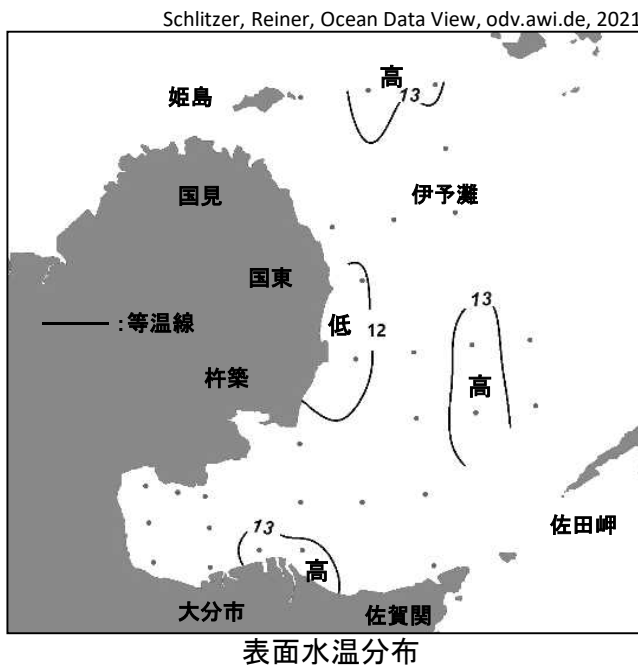 Schlitzer, Reiner, Ocean Data View, odv.awi.de, 2021
高
13
姫島
国見
伊予灘
国東
13
—— :等温線
低
12
杵築
高
佐田岬
13
高
大分市
佐賀関
表面水温分布